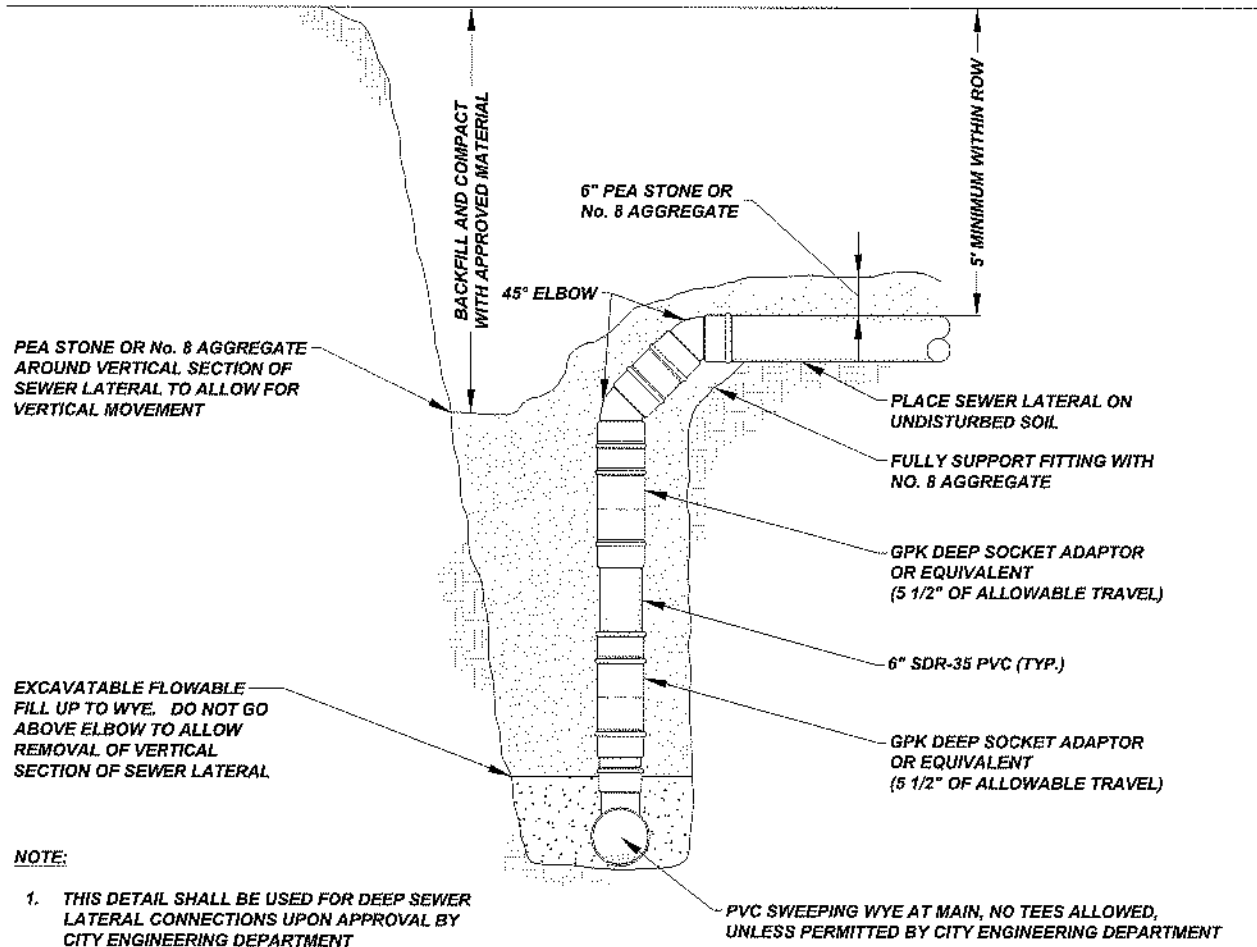 BACKFILL AND COMPACT
WITH APPROVED MATERIAL
5' MINIMUM WITHIN ROW
6" PEA STONE OR
No. 8 AGGREGATE
45° ELBOW
PEA STONE OR No. 8 AGGREGATE
AROUND VERTICAL SECTION OF
SEWER LATERAL TO ALLOW FOR
VERTICAL MOVEMENT
PLACE SEWER LATERAL ON
UNDISTURBED SOIL
FULLY SUPPORT FITTING WITH
NO. 8 AGGREGATE
GPK DEEP SOCKET ADAPTOR
OR EQUIVALENT
(5 1/2" OF ALLOWABLE TRAVEL)
6" SDR-35 PVC (TYP.)
EXCAVATABLE FLOWABLE
FILL UP TO WYE. DO NOT GO
ABOVE ELBOW TO ALLOW
REMOVAL OF VERTICAL
SECTION OF SEWER LATERAL
GPK DEEP SOCKET ADAPTOR
OR EQUIVALENT
(5 1/2" OF ALLOWABLE TRAVEL)
NOTE:
1. THIS DETAIL SHALL BE USED FOR DEEP SEWER
LATERAL CONNECTIONS UPON APPROVAL BY
CITY ENGINEERING DEPARTMENT
PVC SWEEPING WYE AT MAIN, NO TEES ALLOWED,
UNLESS PERMITTED BY CITY ENGINEERING DEPARTMENT